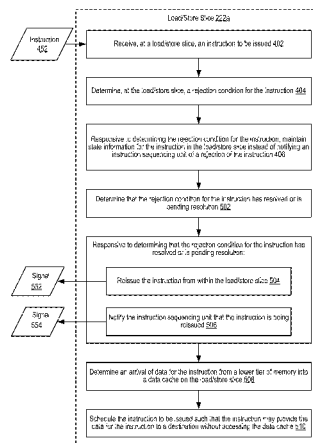 Load/Store Slice 222a
Instruction
452
Receive, at a load/store slice, an instruction to be issued 402
Determine, at the load/store slice, a rejection condition for the instruction 404
Responsive to determining the rejection condition for the instruction, maintain
state information for the instruction in the load/store slice instead of notifying an
instruction sequencing unit of a rejection of the instruction 406
Determine that the rejection condition for the instruction has resolved or is
pending resolution 502
Responsive to determining that the rejection condition for the instruction has
resolved or is pending resolution:
Signal
552
Reissue the instruction from within the load/store slice 504
Signal
554
Notify the instruction sequencing unit that the instruction is being
reissued 506
Determine an arrival of data for the instruction from a lower tier of memory into
a data cache on the load/store slice 508
Schedule the instruction to be issued such that the instruction may provide the
data for the instruction to a destination without accessing the data cache 510